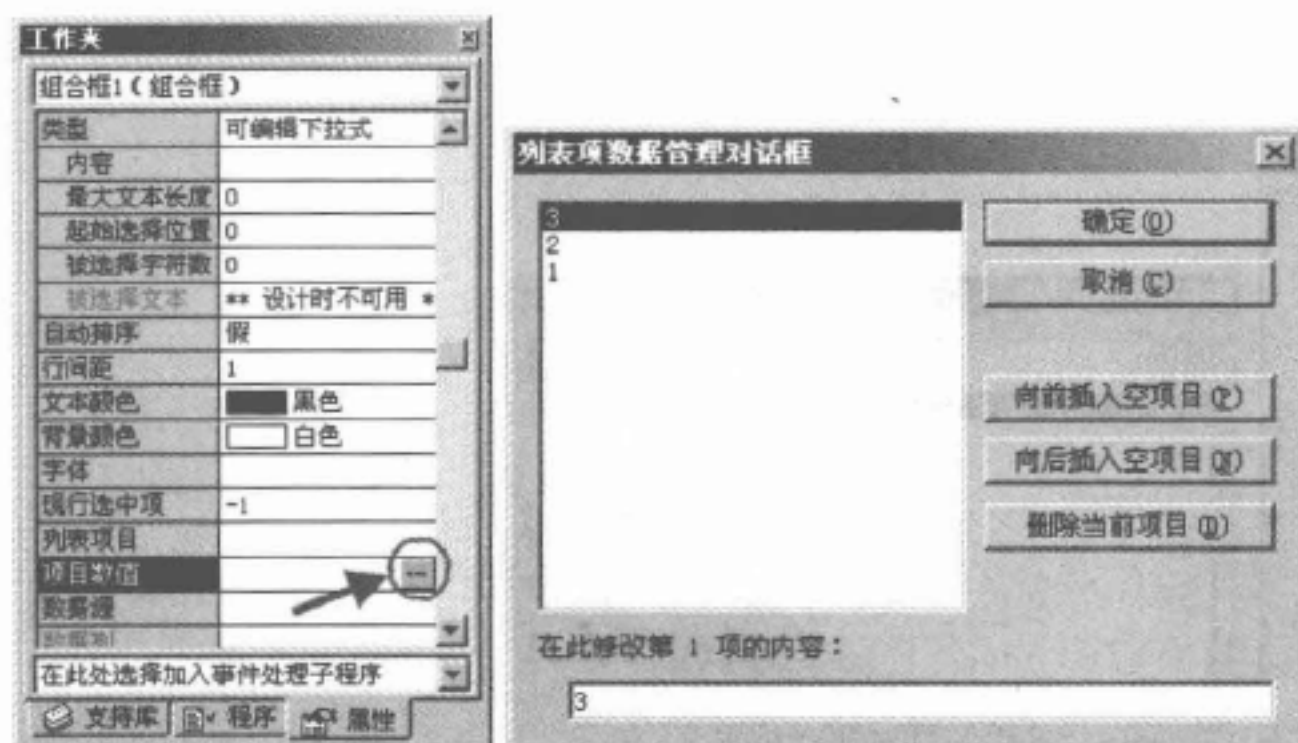 工作夹
组合框1（组合框）
类型 可编辑下拉式
内容
最大文本长度 0
起始选择位置 0
被选择字符数 0
被选择文本 ** 设计时不可用 *
自动排序 假
行间距 1
文本颜色 黑色
背景颜色 白色
字体
现行选中项 -1
列表项目
项目数值
数据源
在此处选择加入事件处理子程序
支持库 程序 属性
列表项数据管理对话框
3
2
1
确定(O)
取消(C)
向前插入空项目(P)
向后插入空项目(N)
删除当前项目(D)
在此修改第 1 项的内容：
3